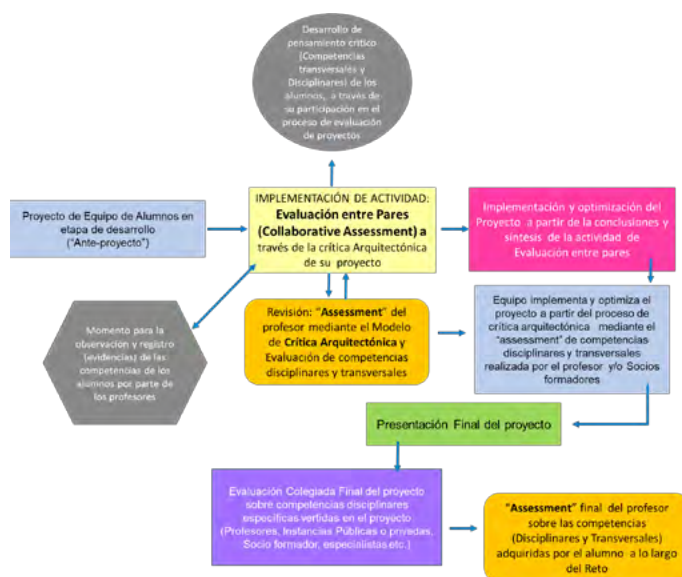 Desarrollo de
pensamiento crítico
(Competencias
transversales y
Disciplinares) de los
alumnos, a través de
su participación en el
proceso de evaluación
de proyectos
Proyecto de Equipo de Alumnos en
etapa de desarrollo
("Ante-proyecto")
IMPLEMENTACIÓN DE ACTIVIDAD:
Evaluación entre Pares
(Collaborative Assessment) a
través de la crítica Arquitectónica
de su proyecto
Implementación y optimización del
Proyecto a partir de la conclusiones y
síntesis de la actividad de
Evaluación entre pares
Momento para la
observación y registro
(evidencias) de las
competencias de los
alumnos por parte de
los profesores
Revisión: "Assessment" del
profesor mediante el Modelo
de Crítica Arquitectónica y
Evaluación de competencias
disciplinares y transversales
Equipo implementa y optimiza el
proyecto a partir del proceso de
crítica arquitectónica mediante el
"assessment" de competencias
disciplinares y transversales
realizada por el profesor y/o Socios
formadores
Presentación Final del proyecto
Evaluación Colegiada Final del proyecto
sobre competencias disciplinares
específicas vertidas en el proyecto
(Profesores, Instancias Públicas o privadas,
Socio formador, especialistas etc.)
"Assessment" final del profesor
sobre las competencias
(Disciplinares y Transversales)
adquiridas por el alumno a lo largo
del Reto